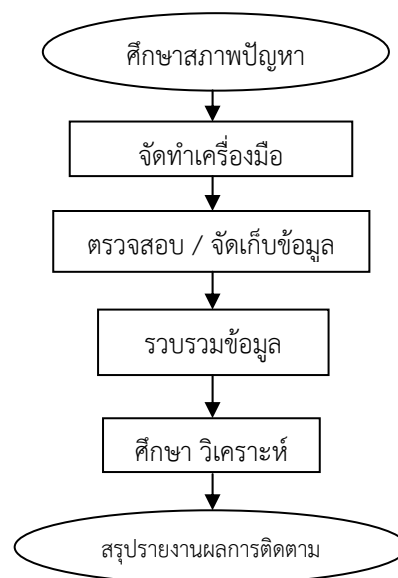 ศึกษาสภาพปัญหา
จัดทำเครื่องมือ
ตรวจสอบ / จัดเก็บข้อมูล
รวบรวมข้อมูล
ศึกษา วิเคราะห์
สรุปรายงานผลการติดตาม